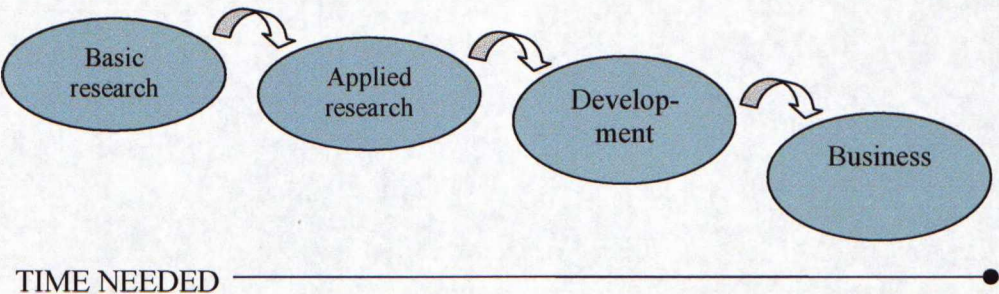 Basic
research
Applied
research
Develop-
ment
Business
TIME NEEDED